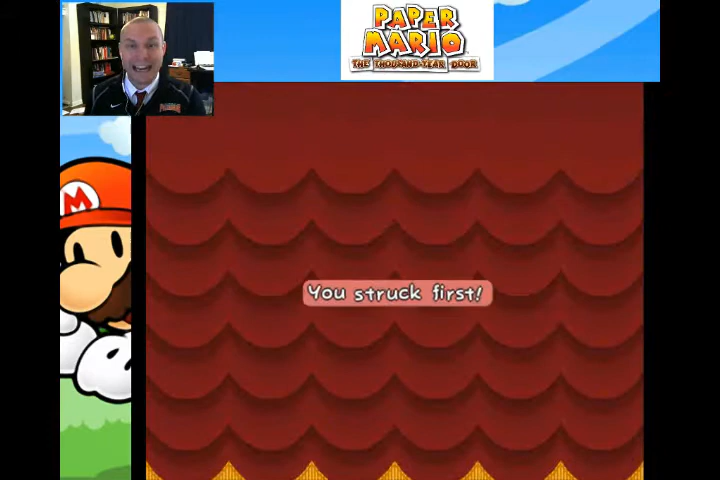 PAPER
MARIO
THE THOUSAND-YEAR DOOR
M
You struck first!